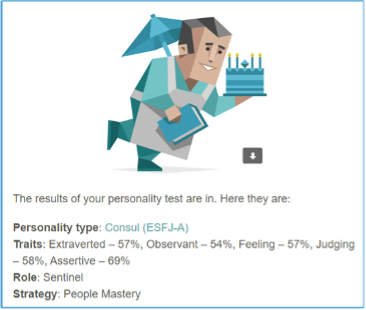 The results of your personality test are in. Here they are:
Personality type: Consul (ESFJ-A)
Traits: Extraverted – 57%, Observant – 54%, Feeling – 57%, Judging
– 58%, Assertive – 69%
Role: Sentinel
Strategy: People Mastery